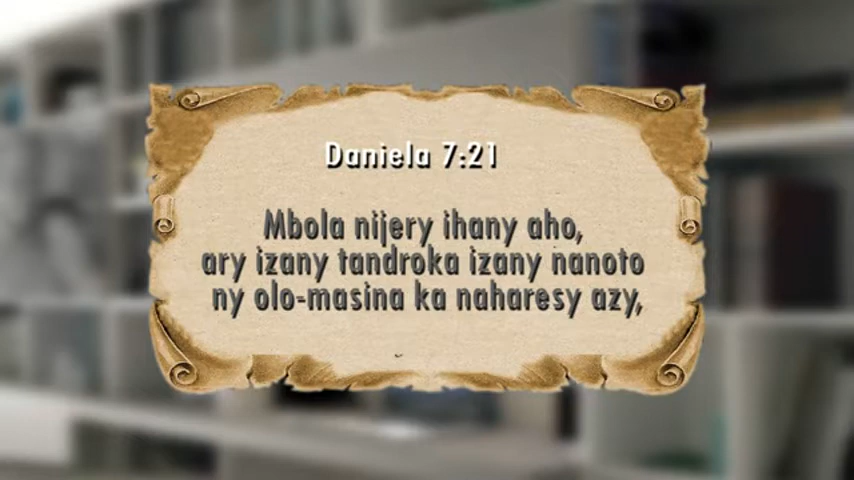 Daniela 7:21
Mbola nijery ihany aho,
ary izany tandroka izany nanoto
ny olo-masina ka naharesy azy,